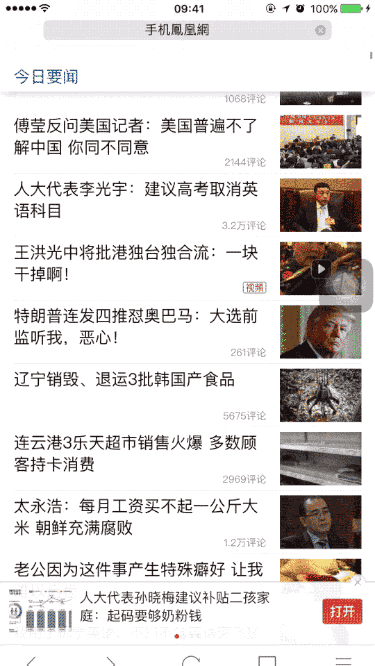 09:41
100%
手机鳳凰網
今日要闻
1068评论
傅莹反问美国记者：美国普遍不了
解中国 你同不同意
2144评论
人大代表李光宇：建议高考取消英
语科目
3.2万评论
王洪光中将批港独台独合流：一块
干掉啊！
视频
特朗普连发四推怼奥巴马：大选前
监听我，恶心！
261评论
辽宁销毁、退运3批韩国产食品
5675评论
连云港3乐天超市销售火爆 多数顾
客持卡消费
2969评论
太永浩：每月工资买不起一公斤大
米 朝鲜充满腐败
1.2万评论
老公因为这件事产生特殊癖好 让我
人大代表孙晓梅建议补贴二孩家
庭：起码要够奶粉钱
打开